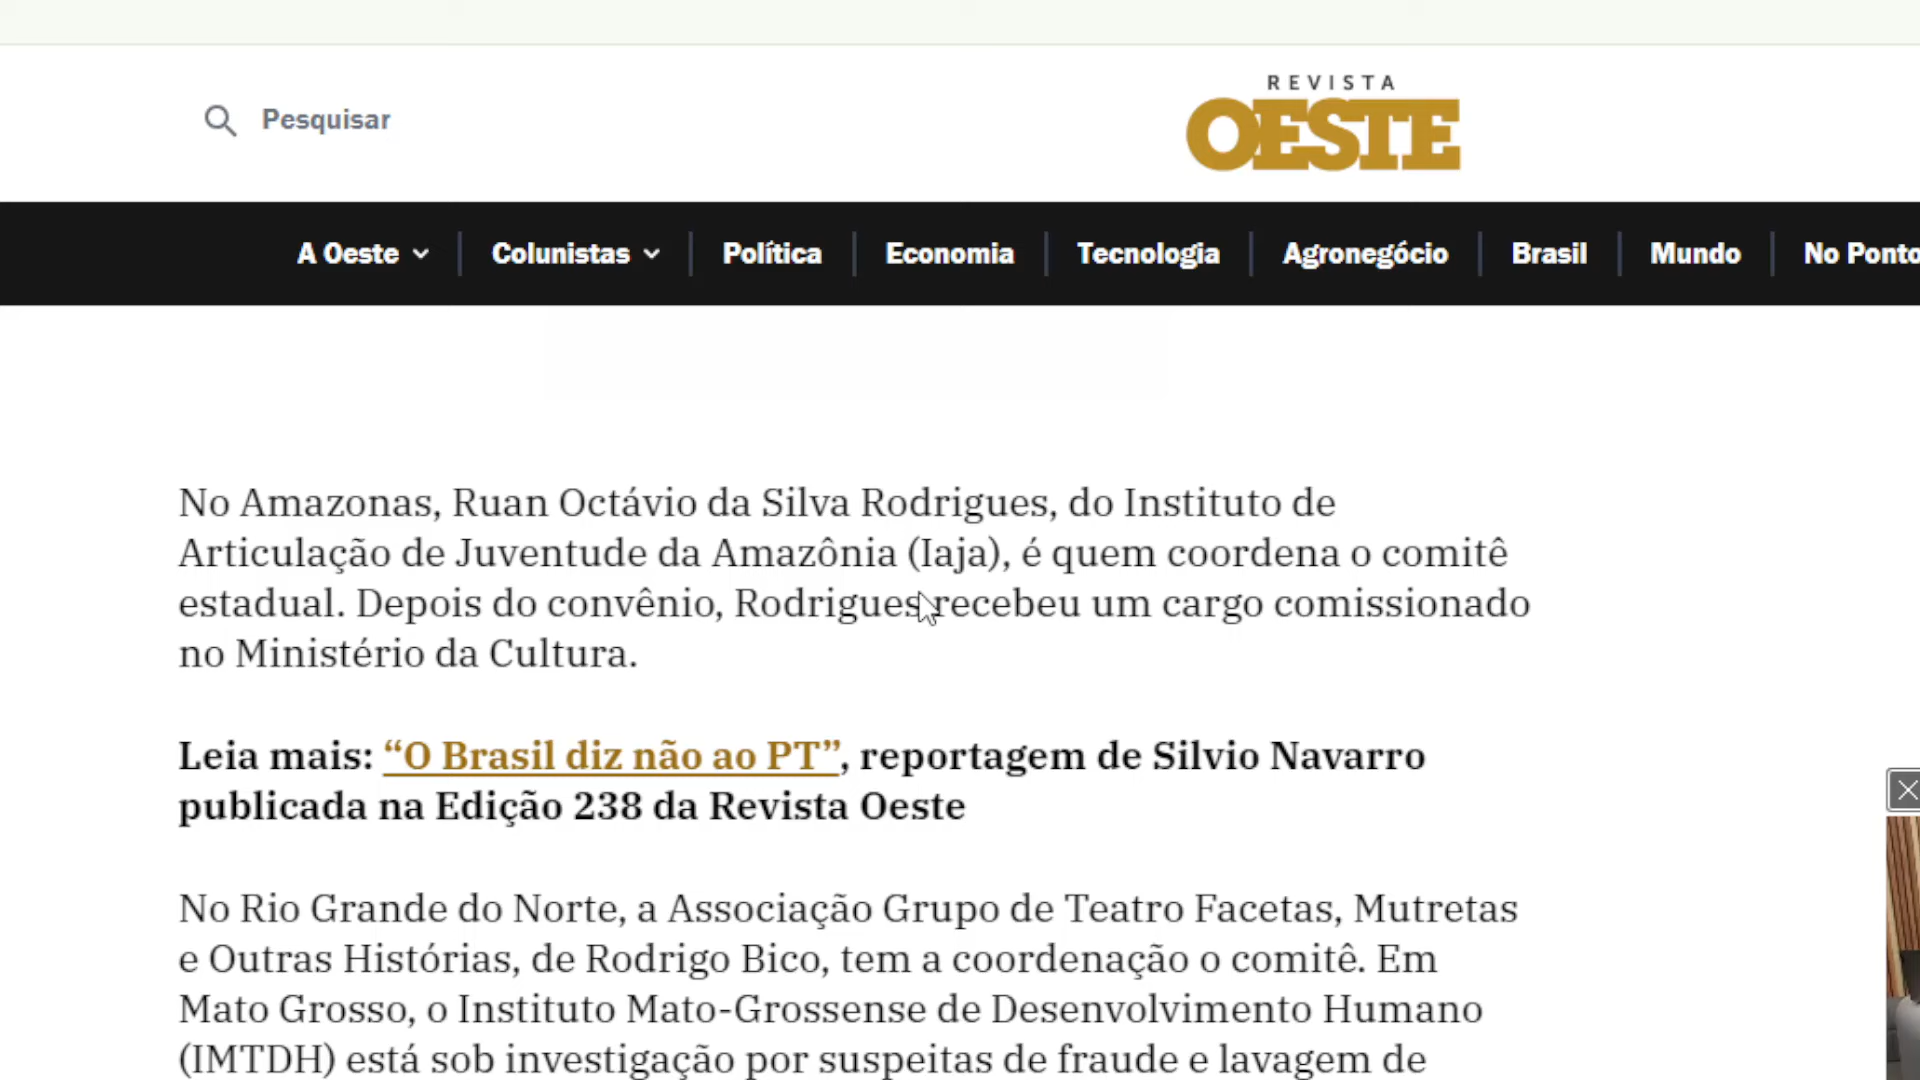 Pesquisar
REVISTA
OESTE
A Oeste
Colunistas
Política
Economia
Tecnologia
Agronegócio
Brasil
Mundo
No Ponto
No Amazonas, Ruan Octávio da Silva Rodrigues, do Instituto de
Articulação de Juventude da Amazônia (Iaja), é quem coordena o comitê
estadual. Depois do convênio, Rodrigues recebeu um cargo comissionado
no Ministério da Cultura.
Leia mais: “O Brasil diz não ao PT”, reportagem de Silvio Navarro
publicada na Edição 238 da Revista Oeste
No Rio Grande do Norte, a Associação Grupo de Teatro Facetas, Mutretas
e Outras Histórias, de Rodrigo Bico, tem a coordenação o comitê. Em
Mato Grosso, o Instituto Mato-Grossense de Desenvolvimento Humano
(IMTDH) está sob investigação por suspeitas de fraude e lavagem de